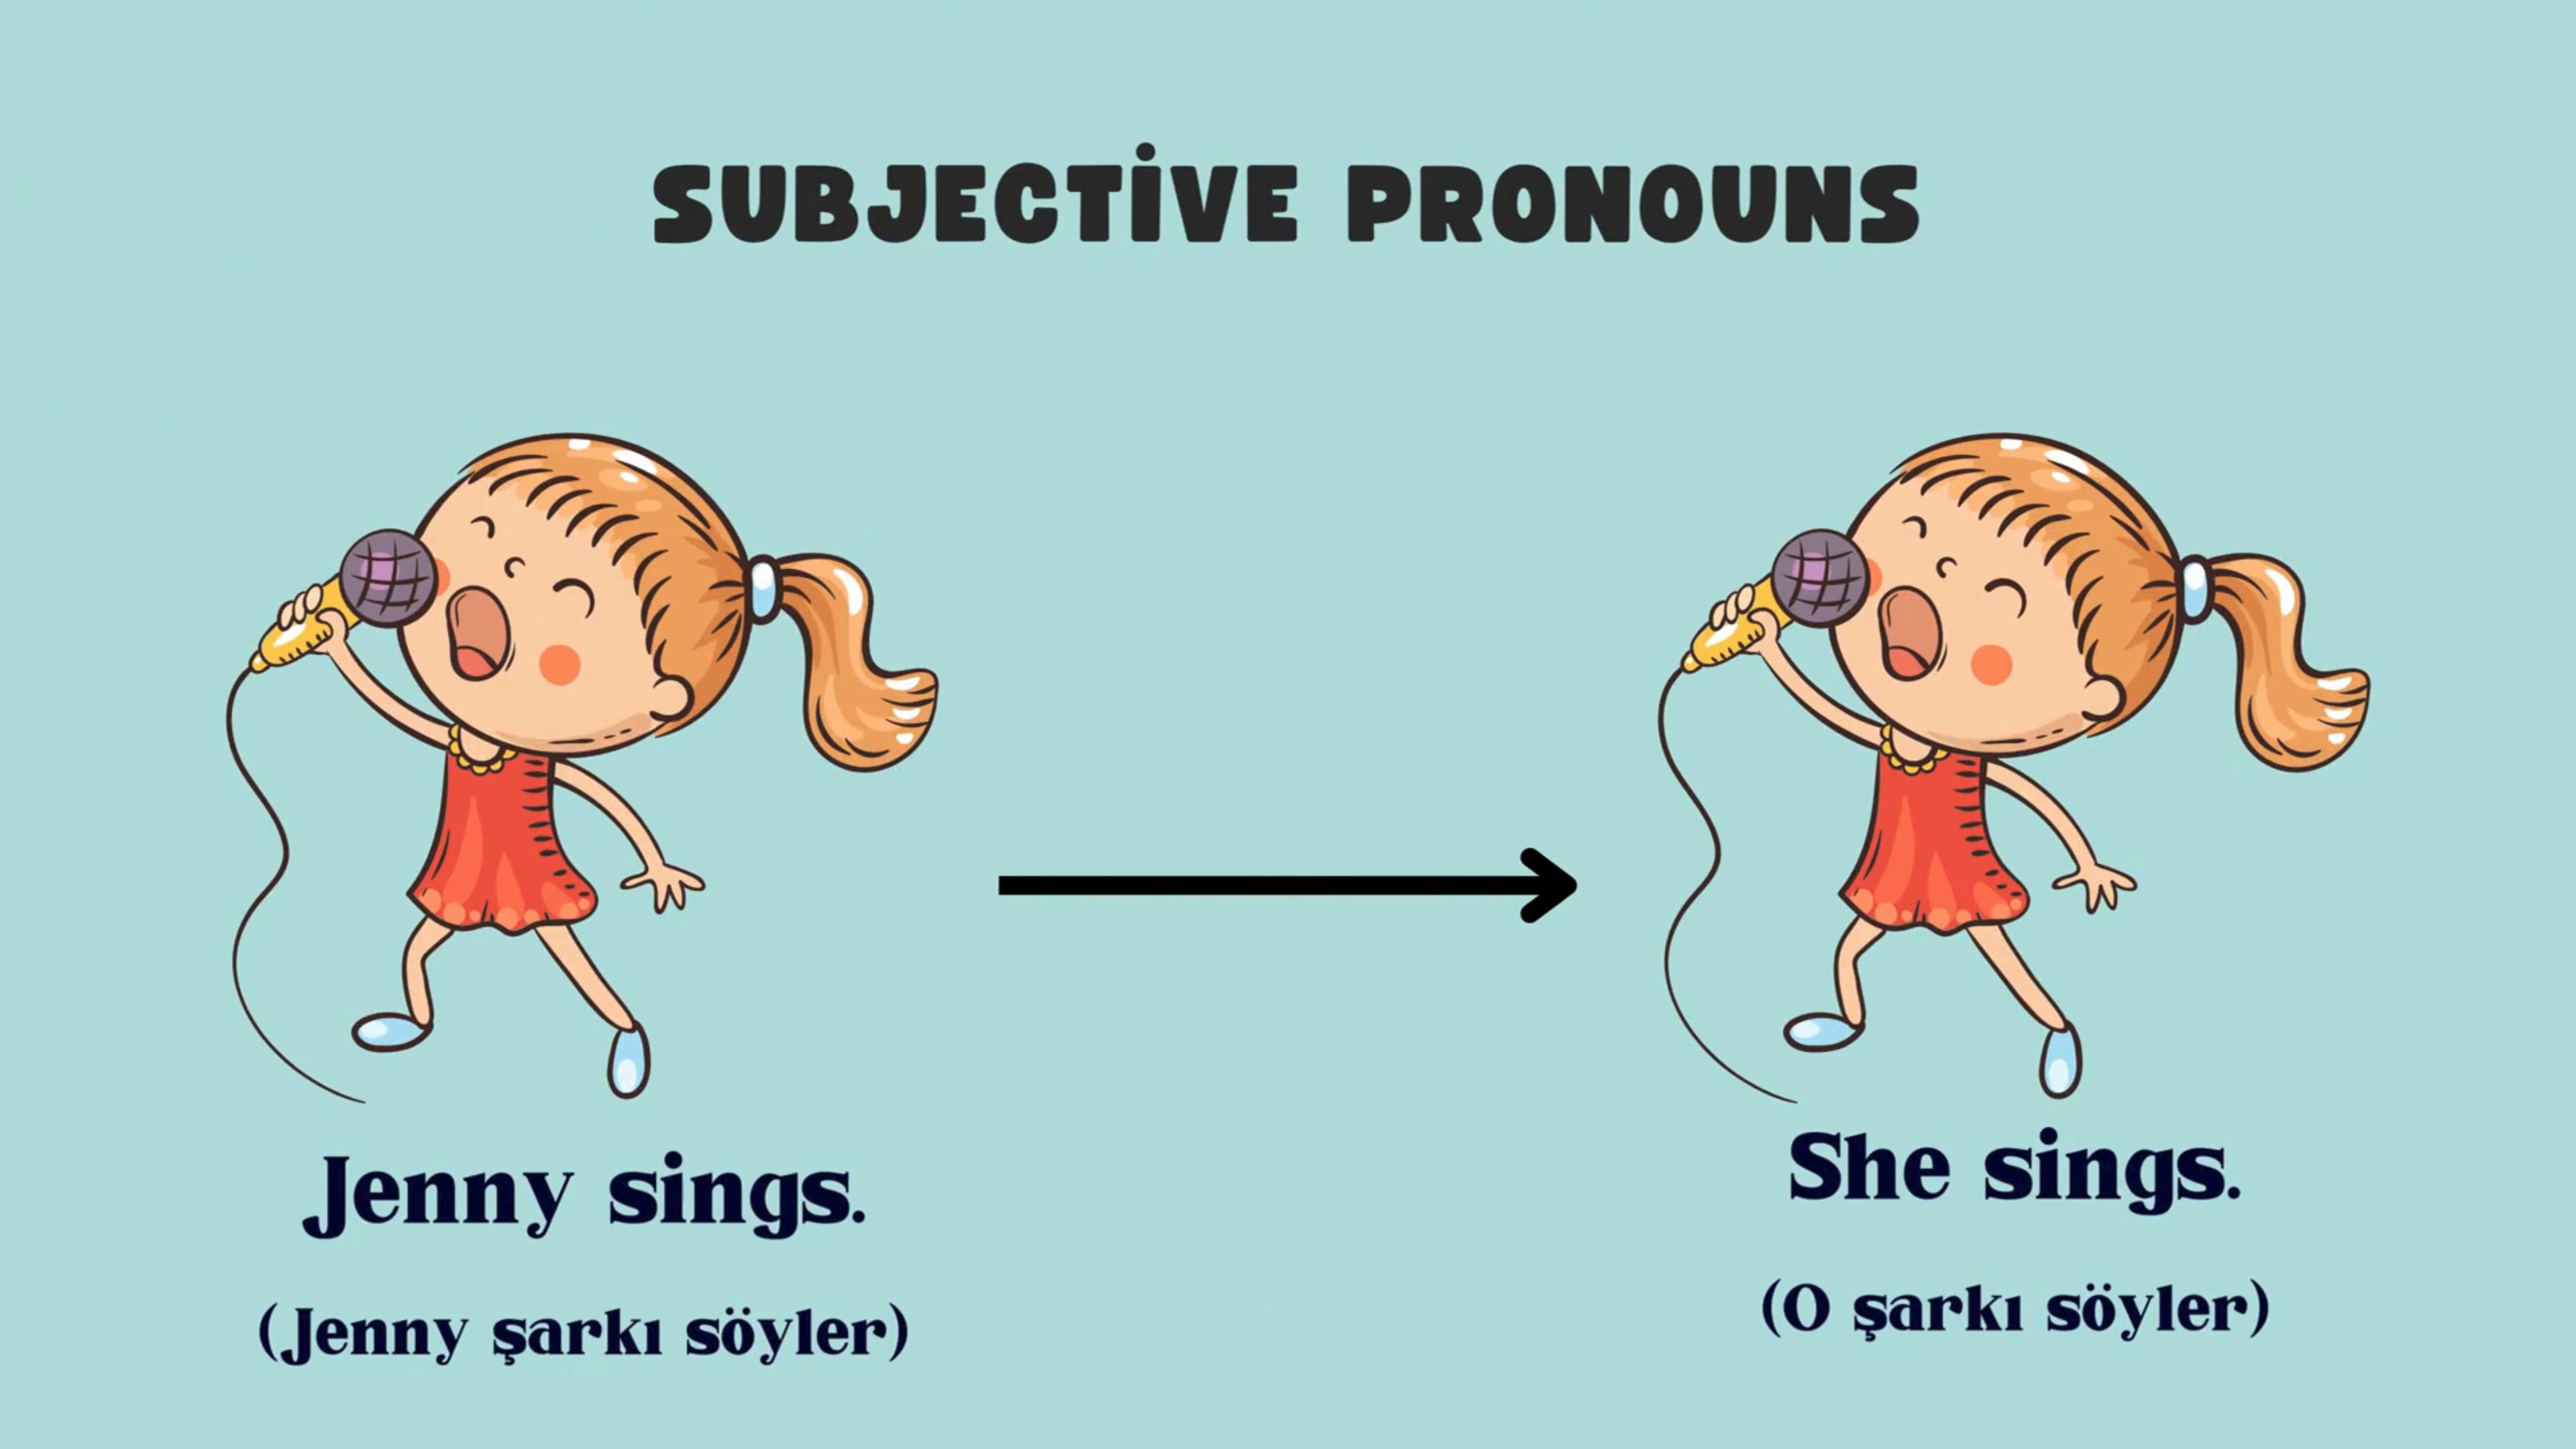 SUBJECTİVE PRONOUNS
Jenny sings.
(Jenny şarkı söyler)
She sings.
(O şarkı söyler)